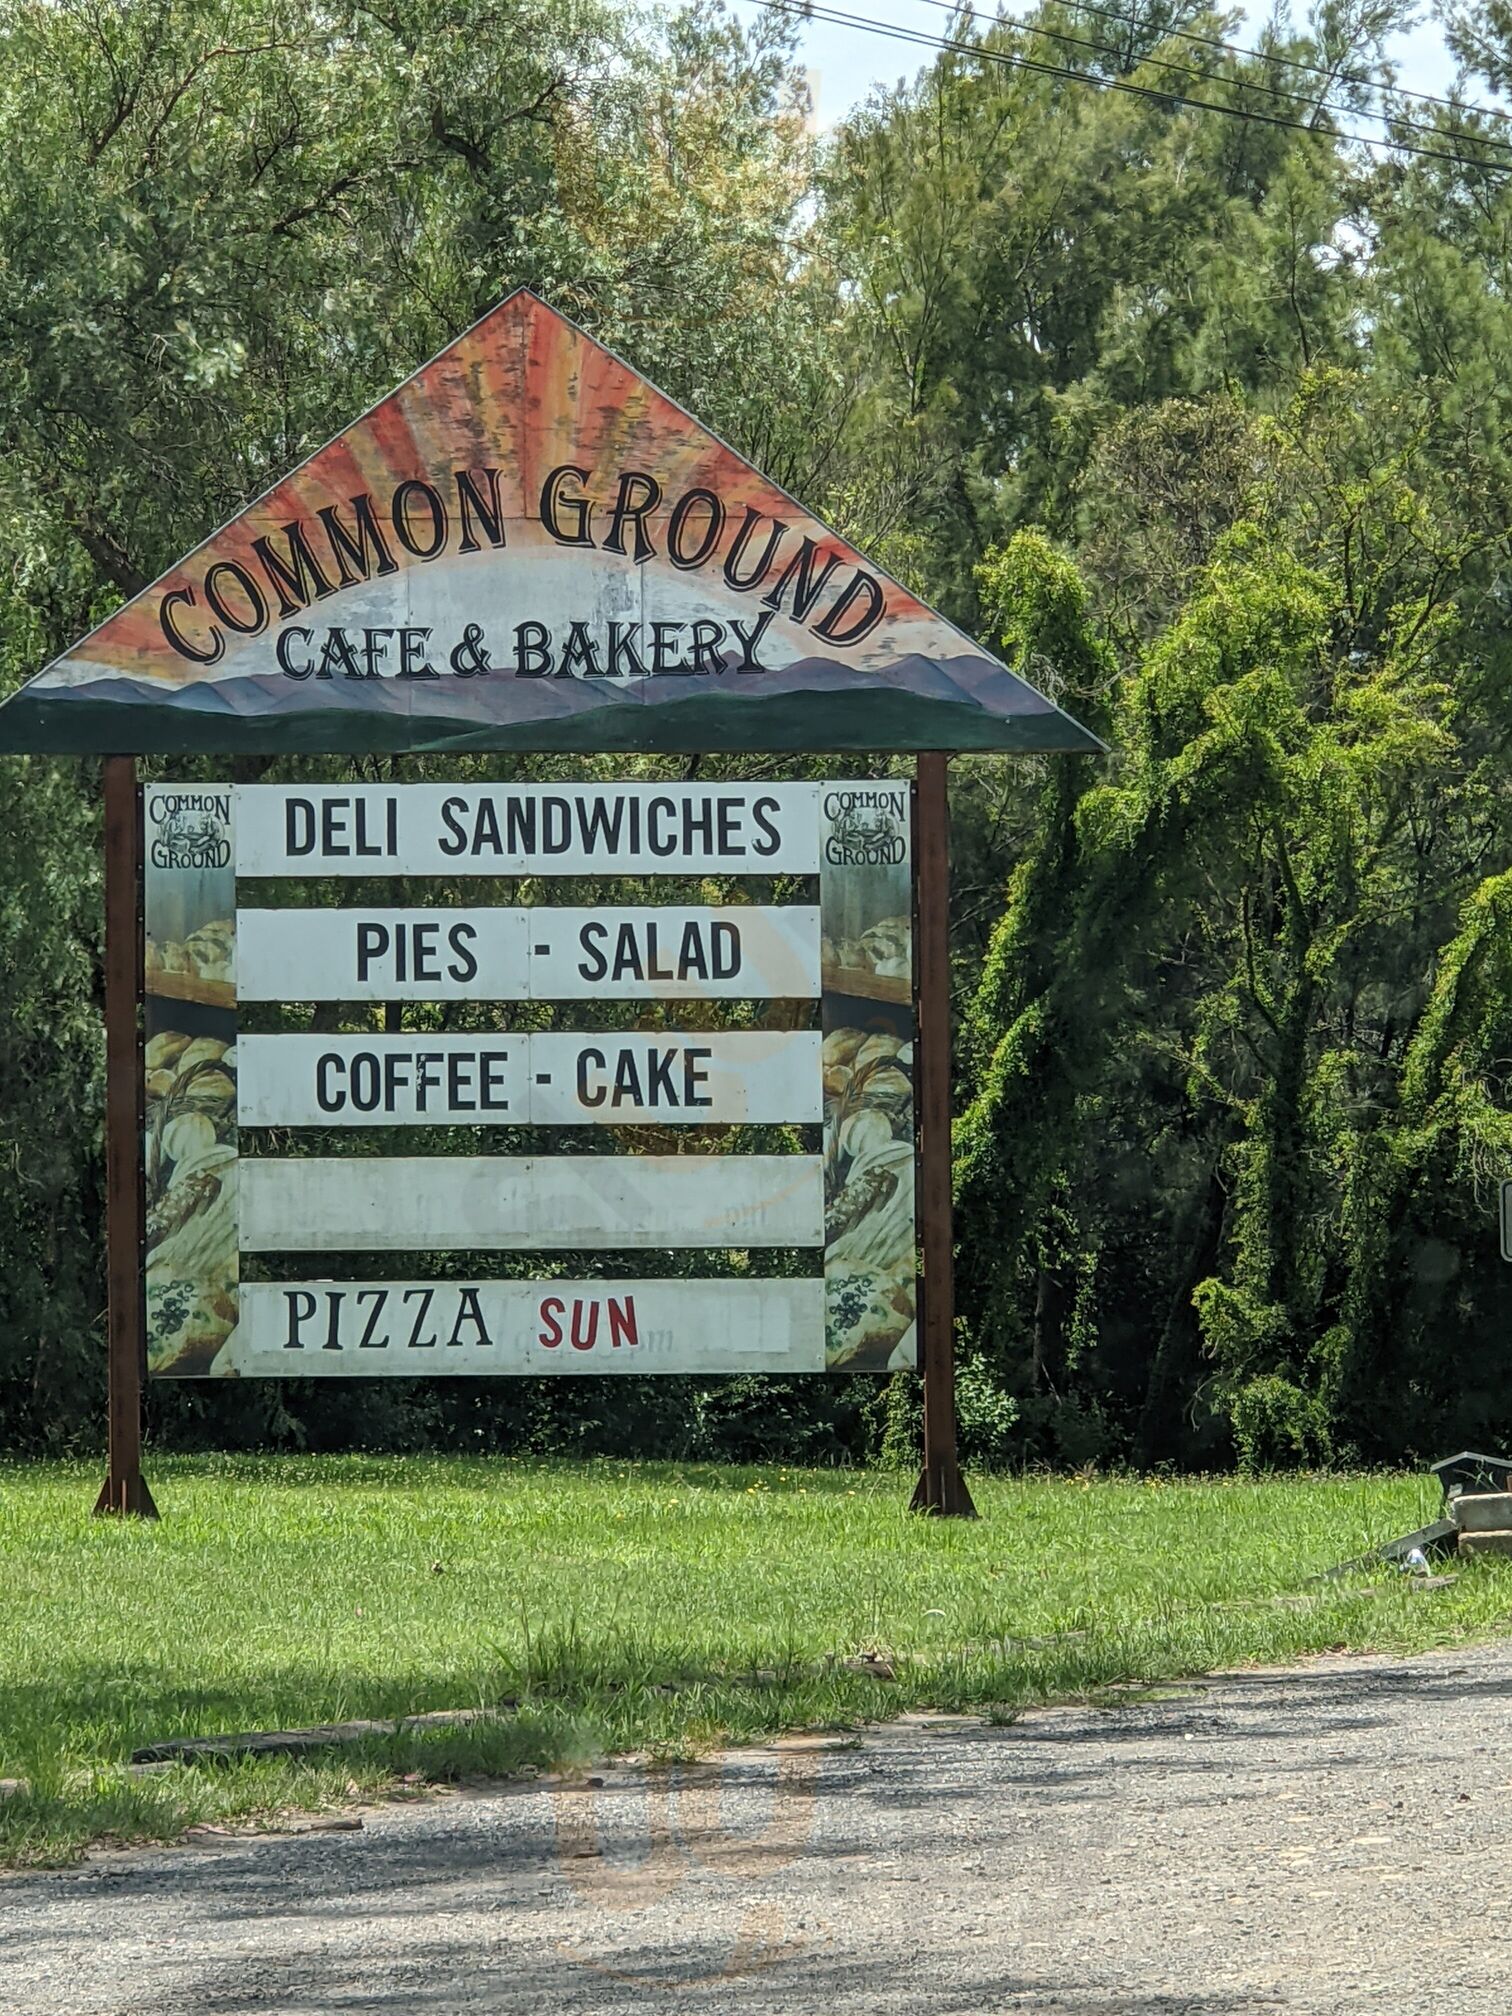 COMMON GROUND
CAFE & BAKERY
COMMON
GROUND
DELI SANDWICHES
COMMON
GROUND
PIES - SALAD
COFFEE - CAKE
PIZZA SUN